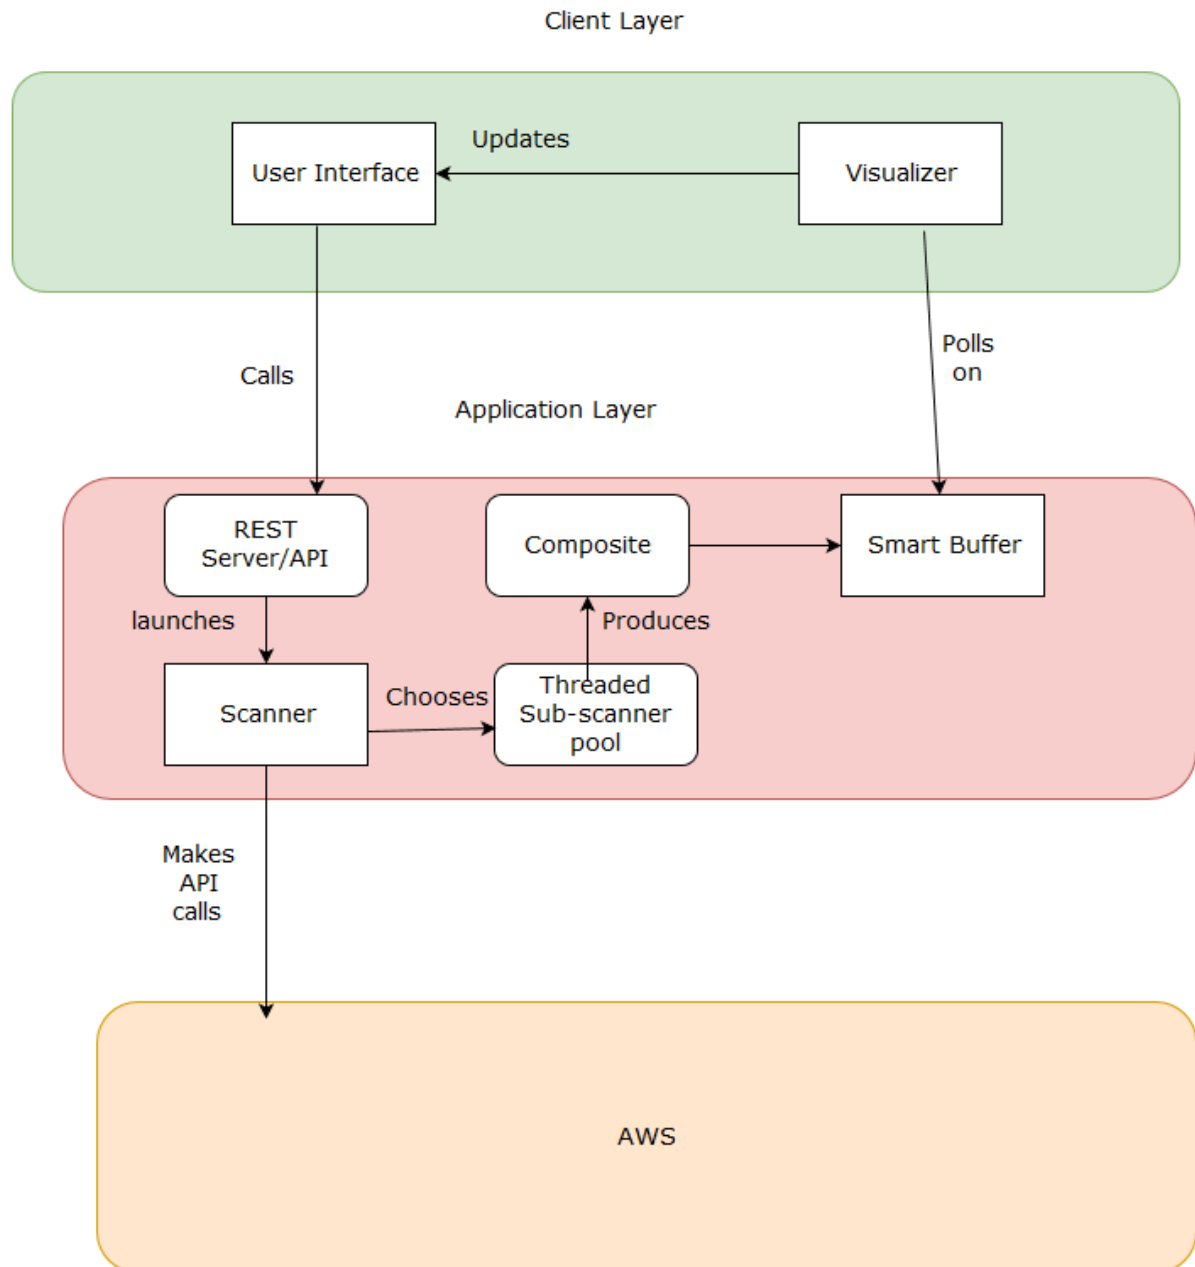 Client Layer
Updates
User Interface
Visualizer
Calls
Polls
on
Application Layer
REST
Server/API
Composite
Smart Buffer
launches
Produces
Scanner
Chooses
Threaded
Sub-scanner
pool
Makes
API
calls
AWS